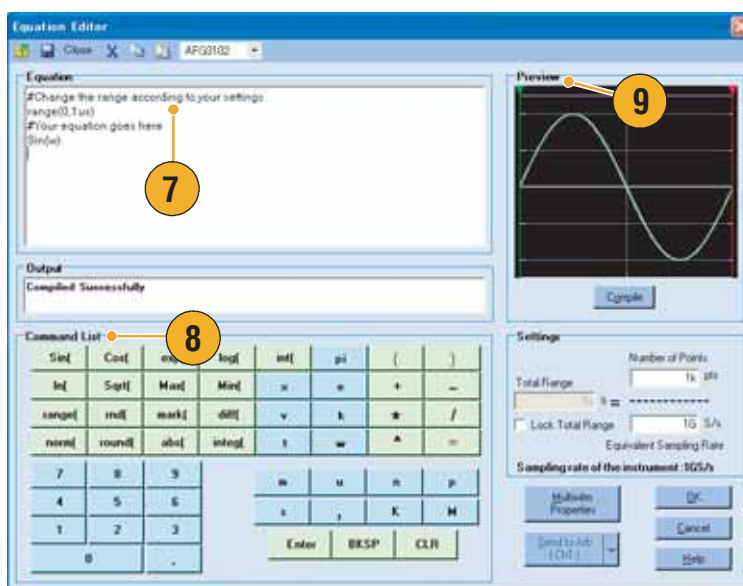 Equation Editor
Close AFG3102
Equation
#Change the range according to your settings
range(0,1us)
#Your equation goes here
Sin(w)
7
Output
Compiled Successfully
Preview
9
Compile
Command List
8
Sin( Cos( log( int( pi ( )
ln( Sqrt( Max( Min( x e + -
range( rnd( mark( diff( v k * /
norm( round( abs( integ( t w ^ =
7 8 9
4 5 6
1 2 3
0 .
m u n p
s , K M
Enter BKSP CLR
Settings
Number of Points
1k pts
Total Range
s =
Lock Total Range
1G S/s
Equivalent Sampling Rate
Sampling rate of the instrument :1GS/s
Multiwfm Properties
OK
Cancel
Send to Arb (CH1)
Help